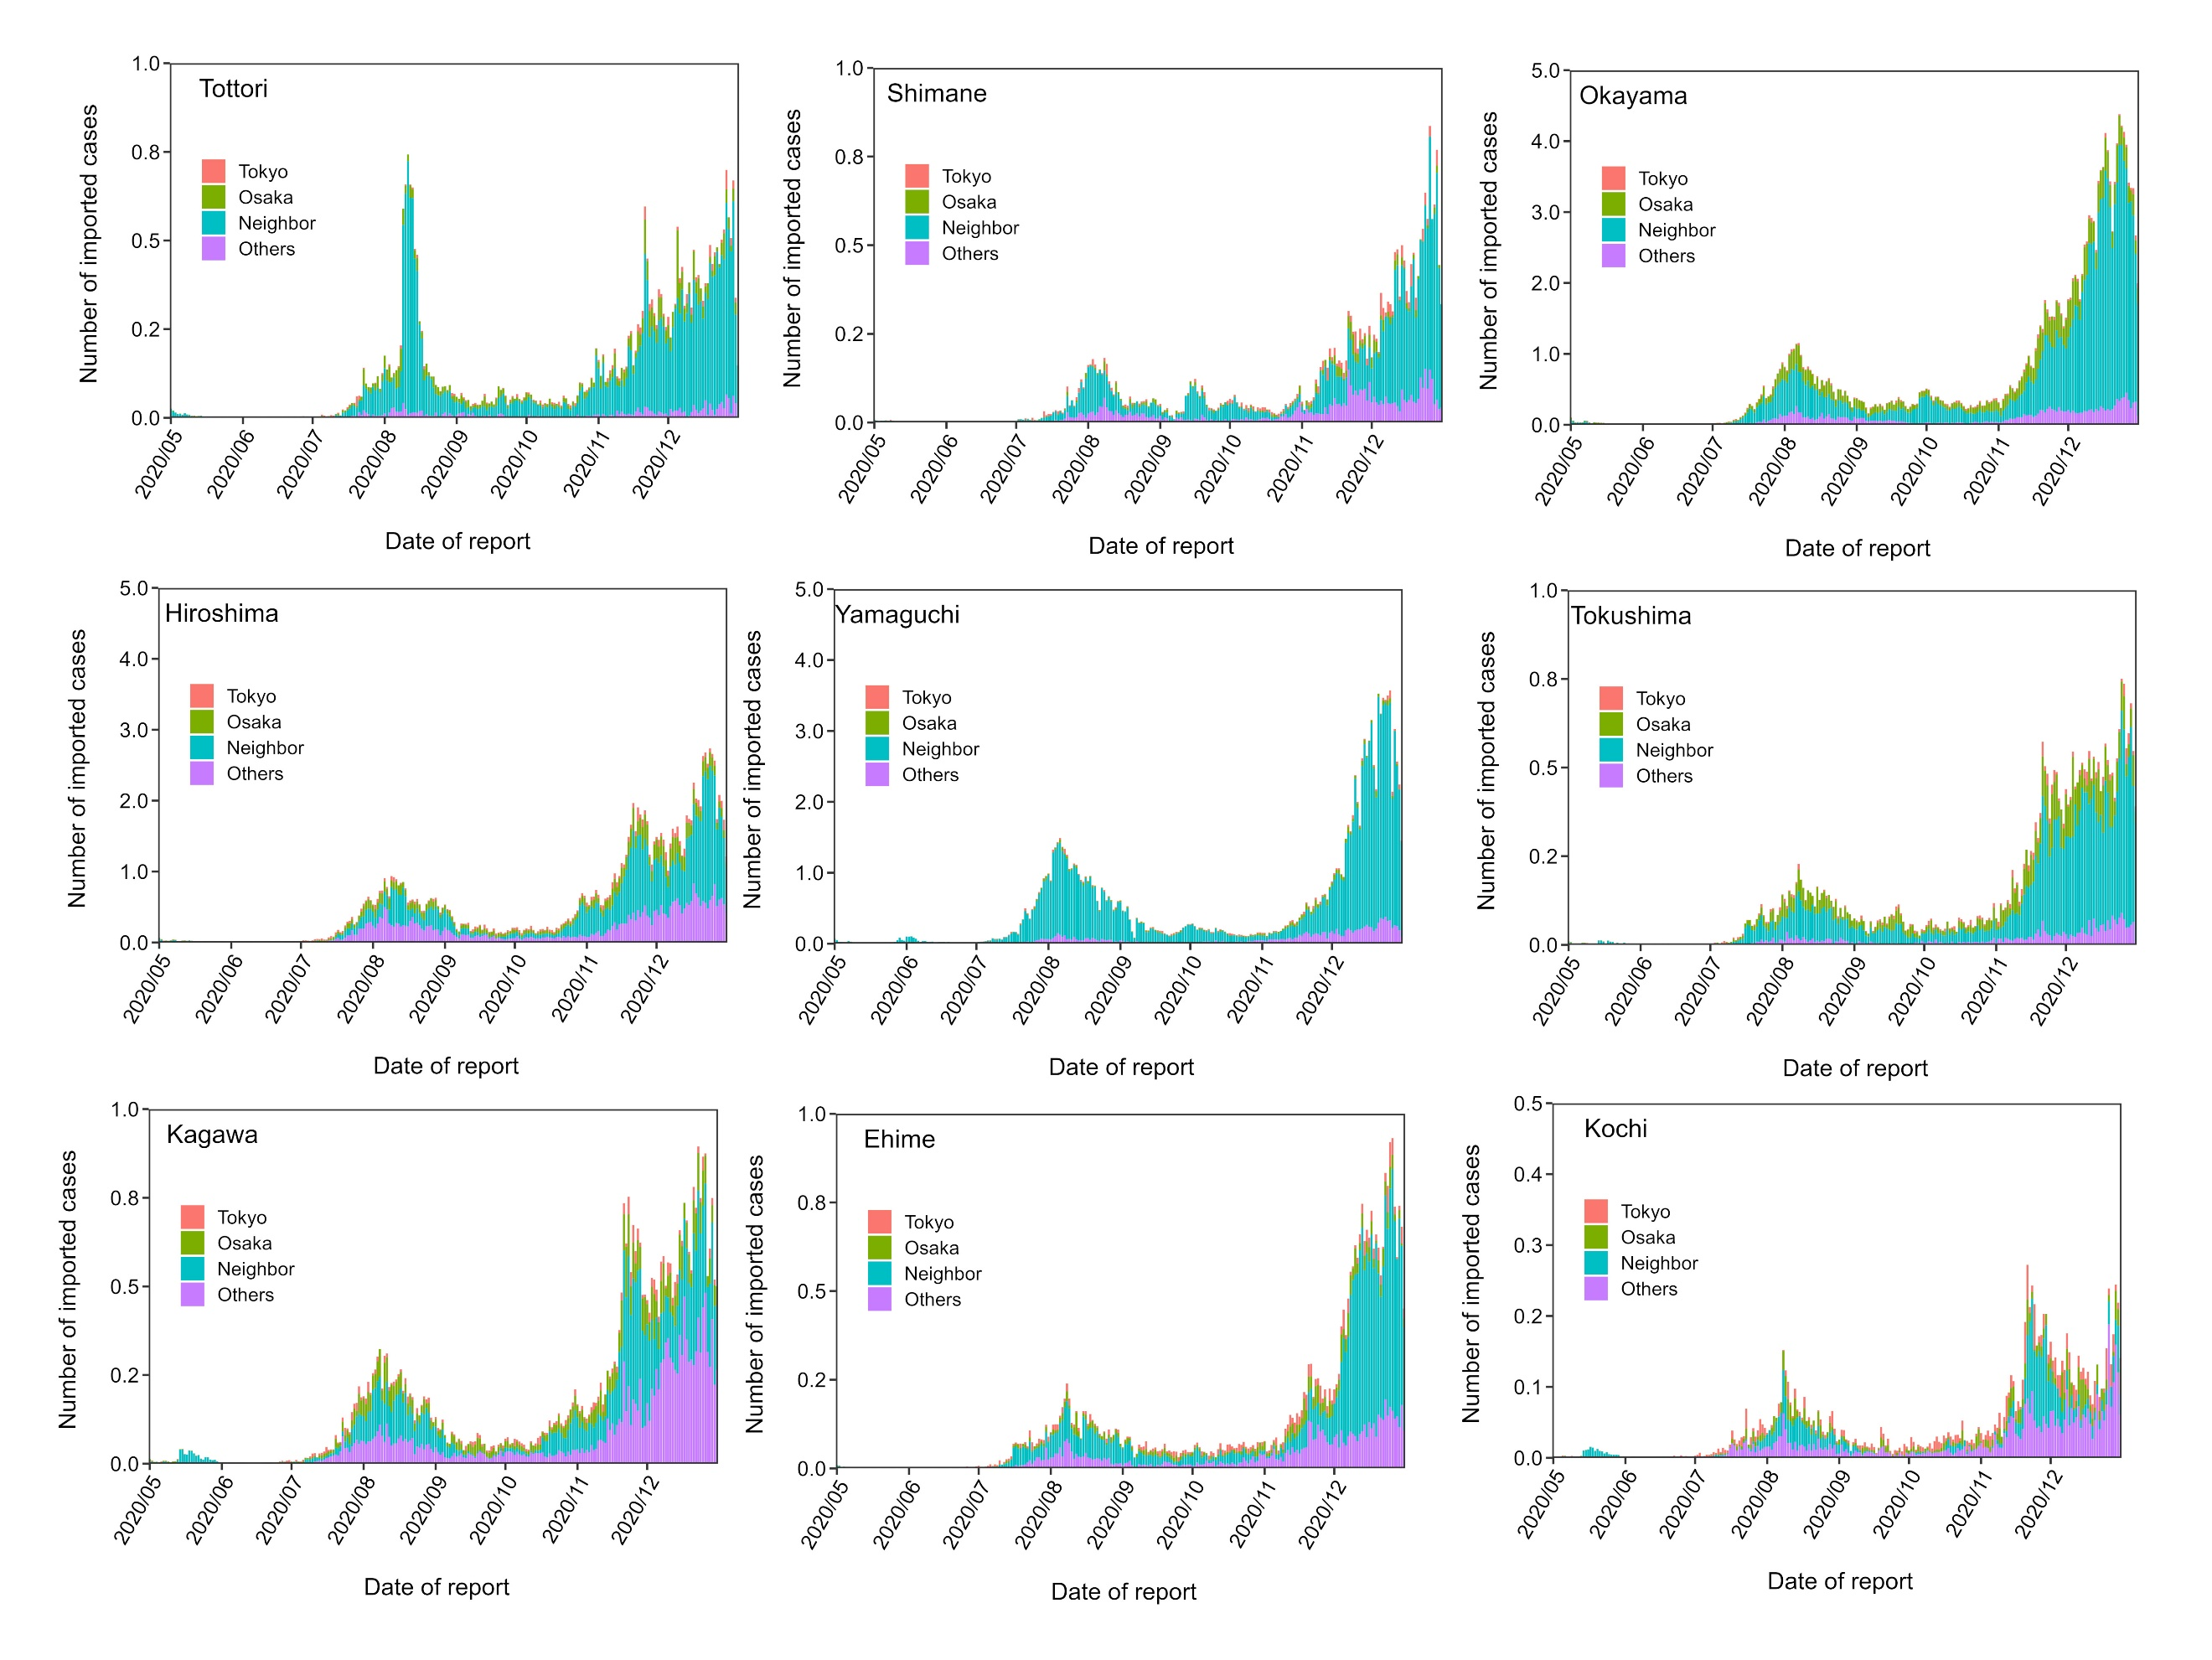 Tottori
Number of imported cases
1.0
0.8
0.5
0.2
0.0
Tokyo
Osaka
Neighbor
Others
2020/05
2020/06
2020/07
2020/08
2020/09
2020/10
2020/11
2020/12
Date of report
Shimane
Number of imported cases
1.0
0.8
0.5
0.2
0.0
Tokyo
Osaka
Neighbor
Others
2020/05
2020/06
2020/07
2020/08
2020/09
2020/10
2020/11
2020/12
Date of report
Okayama
Number of imported cases
5.0
4.0
3.0
2.0
1.0
0.0
Tokyo
Osaka
Neighbor
Others
2020/05
2020/06
2020/07
2020/08
2020/09
2020/10
2020/11
2020/12
Date of report
Hiroshima
Number of imported cases
5.0
4.0
3.0
2.0
1.0
0.0
Tokyo
Osaka
Neighbor
Others
2020/05
2020/06
2020/07
2020/08
2020/09
2020/10
2020/11
2020/12
Date of report
Yamaguchi
Number of imported cases
5.0
4.0
3.0
2.0
1.0
0.0
Tokyo
Osaka
Neighbor
Others
2020/05
2020/06
2020/07
2020/08
2020/09
2020/10
2020/11
2020/12
Date of report
Tokushima
Number of imported cases
1.0
0.8
0.5
0.2
0.0
Tokyo
Osaka
Neighbor
Others
2020/05
2020/06
2020/07
2020/08
2020/09
2020/10
2020/11
2020/12
Date of report
Kagawa
Number of imported cases
1.0
0.8
0.5
0.2
0.0
Tokyo
Osaka
Neighbor
Others
2020/05
2020/06
2020/07
2020/08
2020/09
2020/10
2020/11
2020/12
Date of report
Ehime
Number of imported cases
1.0
0.8
0.5
0.2
0.0
Tokyo
Osaka
Neighbor
Others
2020/05
2020/06
2020/07
2020/08
2020/09
2020/10
2020/11
2020/12
Date of report
Kochi
Number of imported cases
0.5
0.4
0.3
0.2
0.1
0.0
Tokyo
Osaka
Neighbor
Others
2020/05
2020/06
2020/07
2020/08
2020/09
2020/10
2020/11
2020/12
Date of report